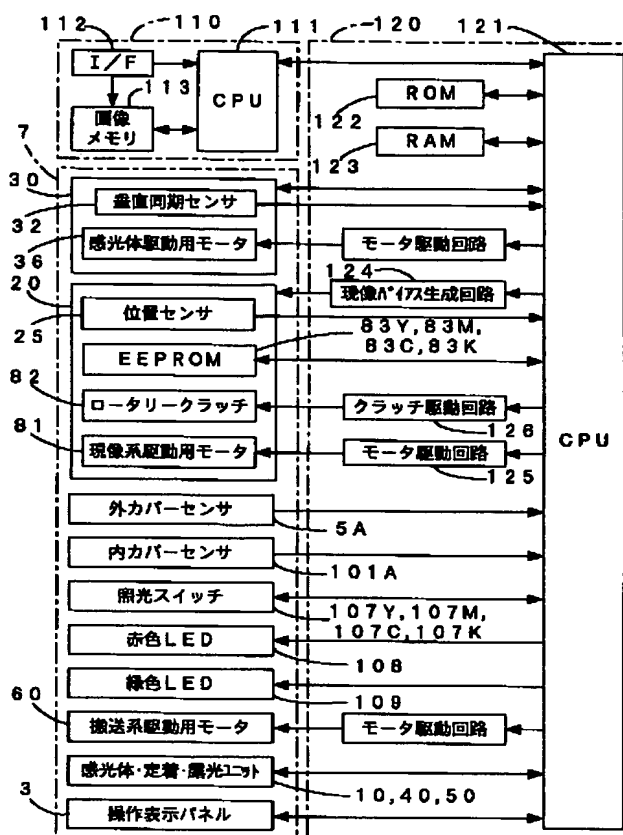 112
110
111
120
121
I/F
CPU
113
画像
メモリ
ROM
122
RAM
123
7
30
垂直同期センサ
32
感光体駆動用モータ
モータ駆動回路
36
124
20
現像バイアス生成回路
位置センサ
25
83Y,83M,
83C,83K
EEPROM
82
ロータリークラッチ
クラッチ駆動回路
126
CPU
81
現像系駆動用モータ
モータ駆動回路
125
外カバーセンサ
5A
内カバーセンサ
101A
照光スイッチ
107Y,107M,
107C,107K
赤色LED
108
緑色LED
109
60
搬送系駆動用モータ
モータ駆動回路
感光体・定着・露光ユニット
10,40,50
3
操作表示パネル